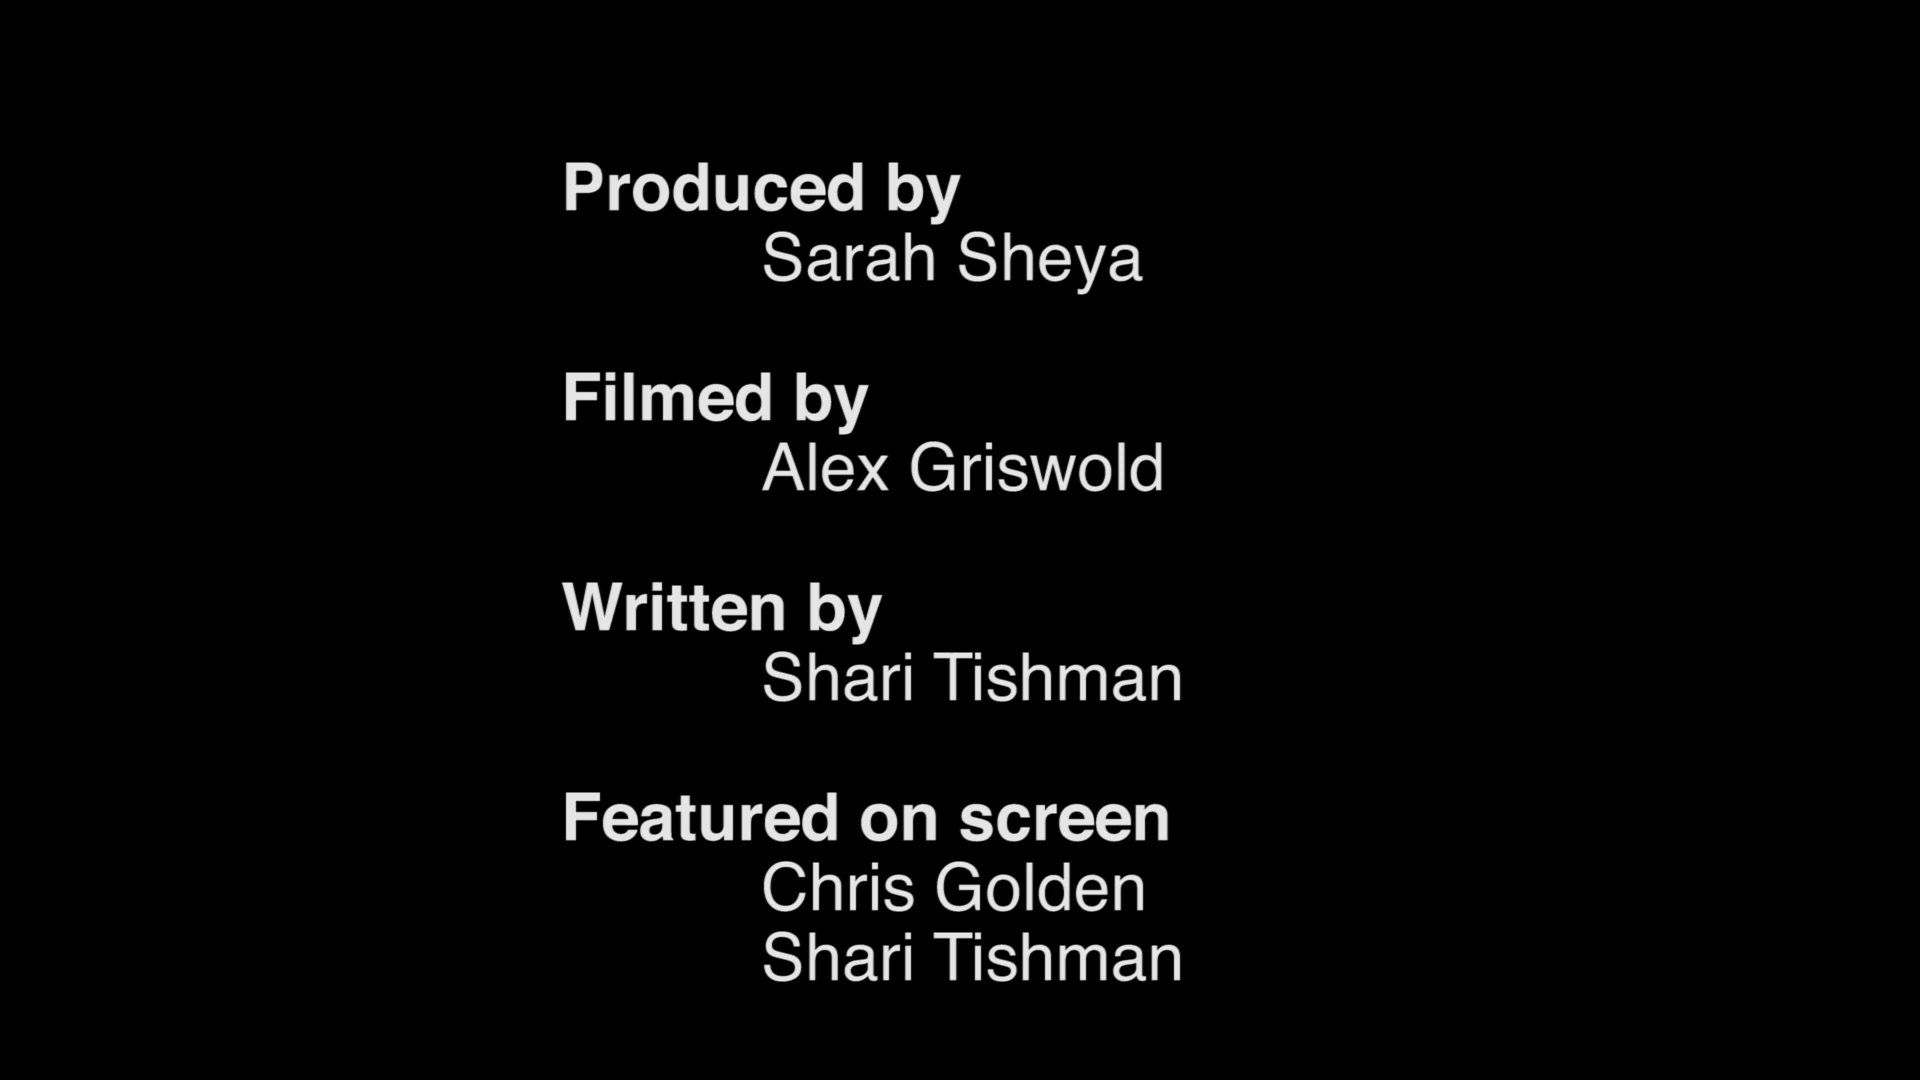 Produced by
Sarah Sheya
Filmed by
Alex Griswold
Written by
Shari Tishman
Featured on screen
Chris Golden
Shari Tishman